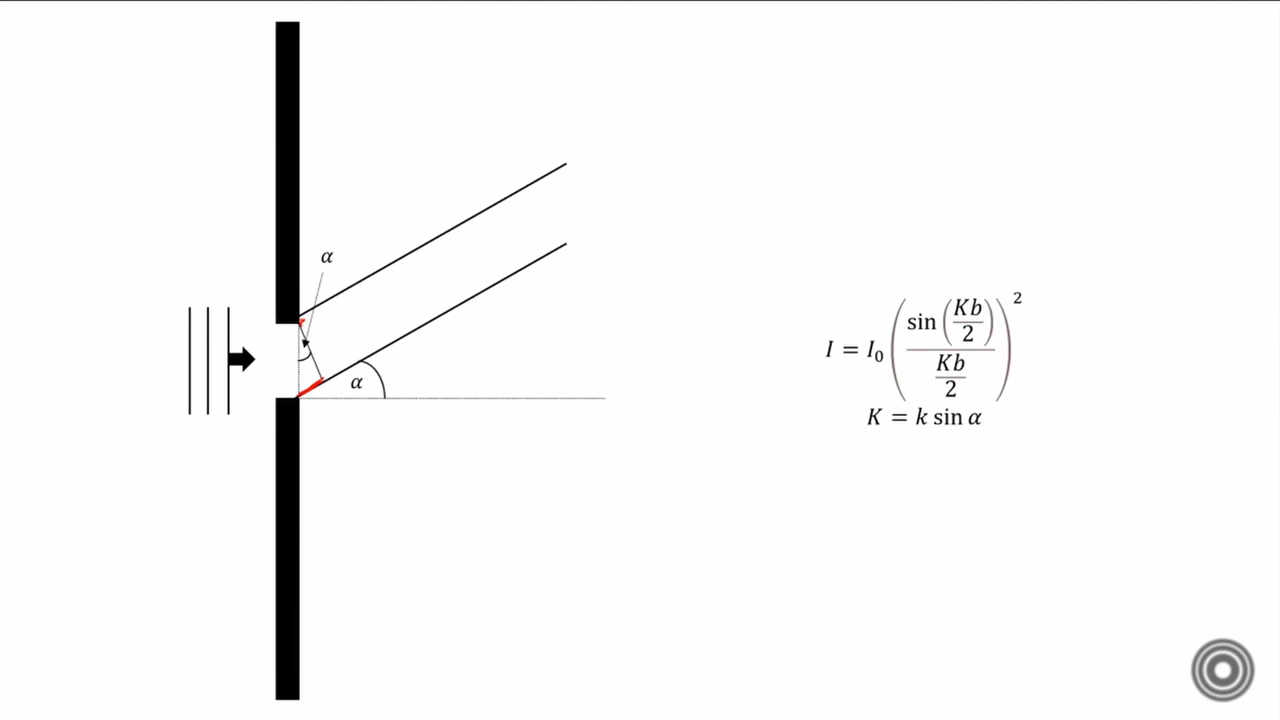 α
α
I = I₀ (sin(Kb/2) / (Kb/2))²
K = k sin α